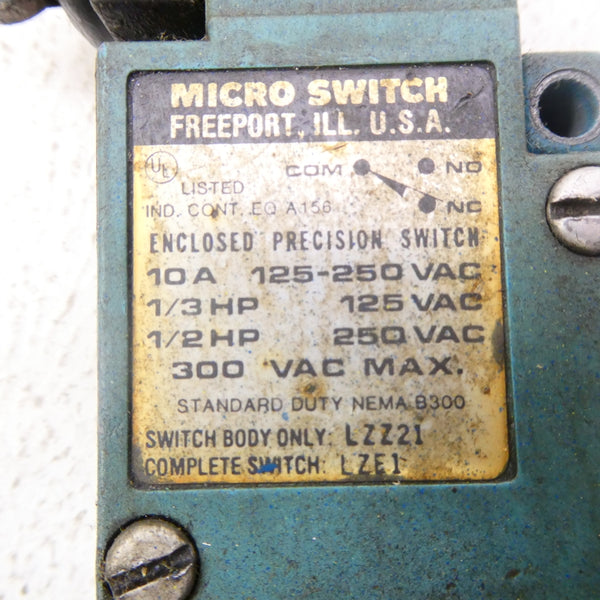 MICRO SWITCH
FREEPORT, ILL. U.S.A.
UL
COM NO
LISTED
IND. CONT. EQ A156 NC
ENCLOSED PRECISION SWITCH
10 A 125-250 VAC
1/3 HP 125 VAC
1/2 HP 250 VAC
300 VAC MAX.
STANDARD DUTY NEMA B300
SWITCH BODY ONLY: LZZ21
COMPLETE SWITCH: LZE1